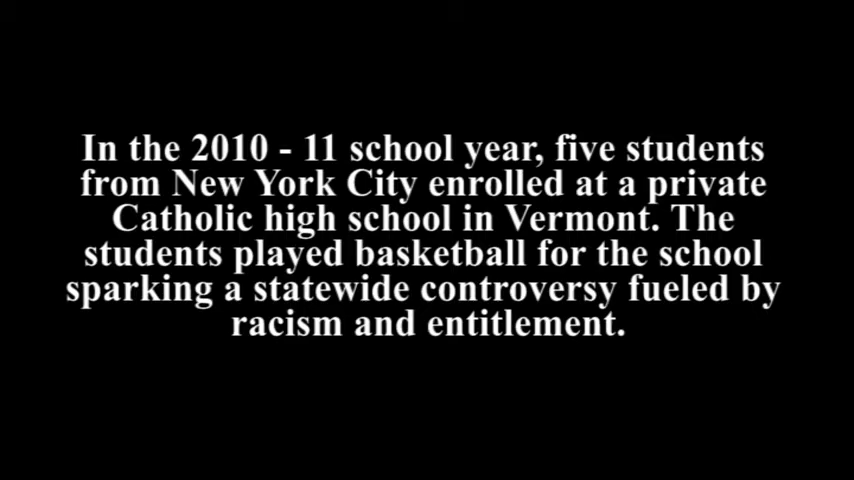 In the 2010 - 11 school year, five students
from New York City enrolled at a private
Catholic high school in Vermont. The
students played basketball for the school
sparking a statewide controversy fueled by
racism and entitlement.